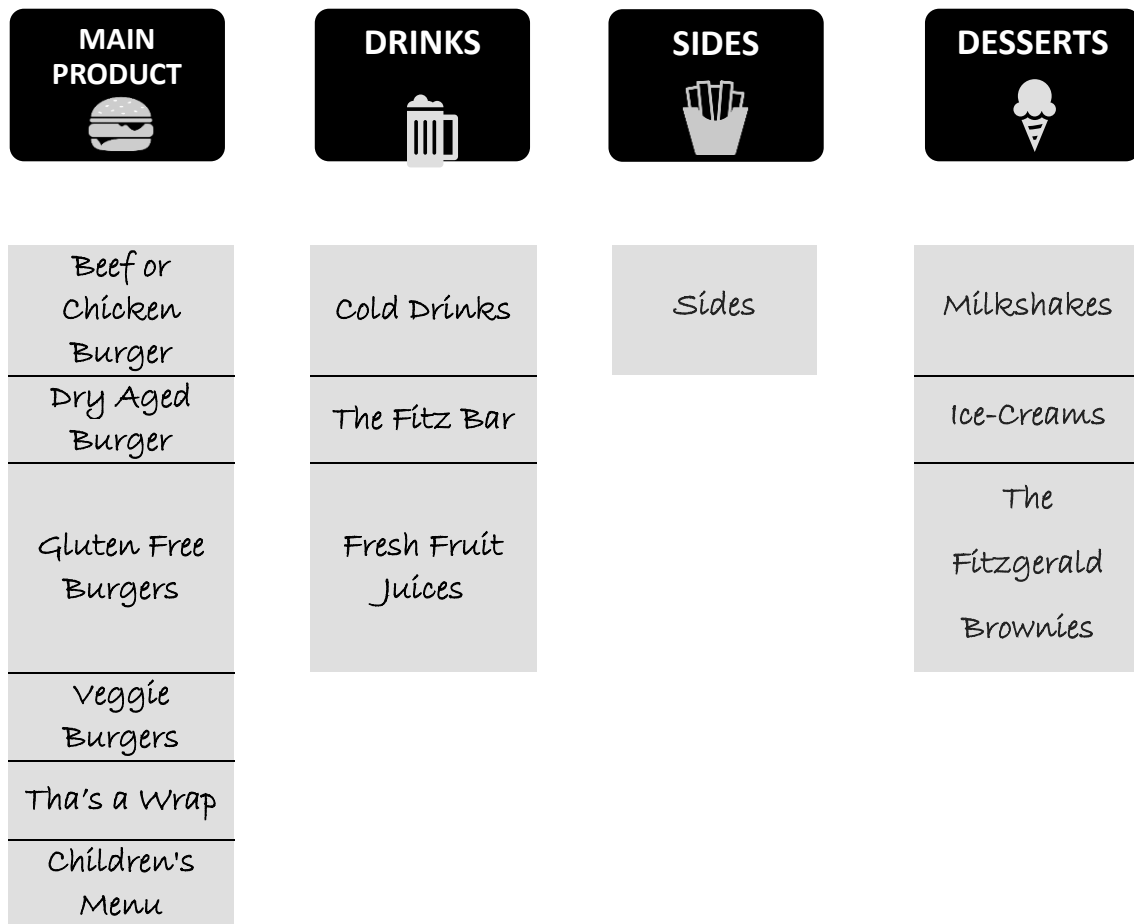 MAIN
PRODUCT
DRINKS
SIDES
DESSERTS
Beef or
Chicken
Burger
Dry Aged
Burger
Gluten Free
Burgers
Veggie
Burgers
Tha's a Wrap
Children's
Menu
Cold Drinks
The Fitz Bar
Fresh Fruit
Juices
Sides
Milkshakes
Ice-Creams
The
Fitzgerald
Brownies